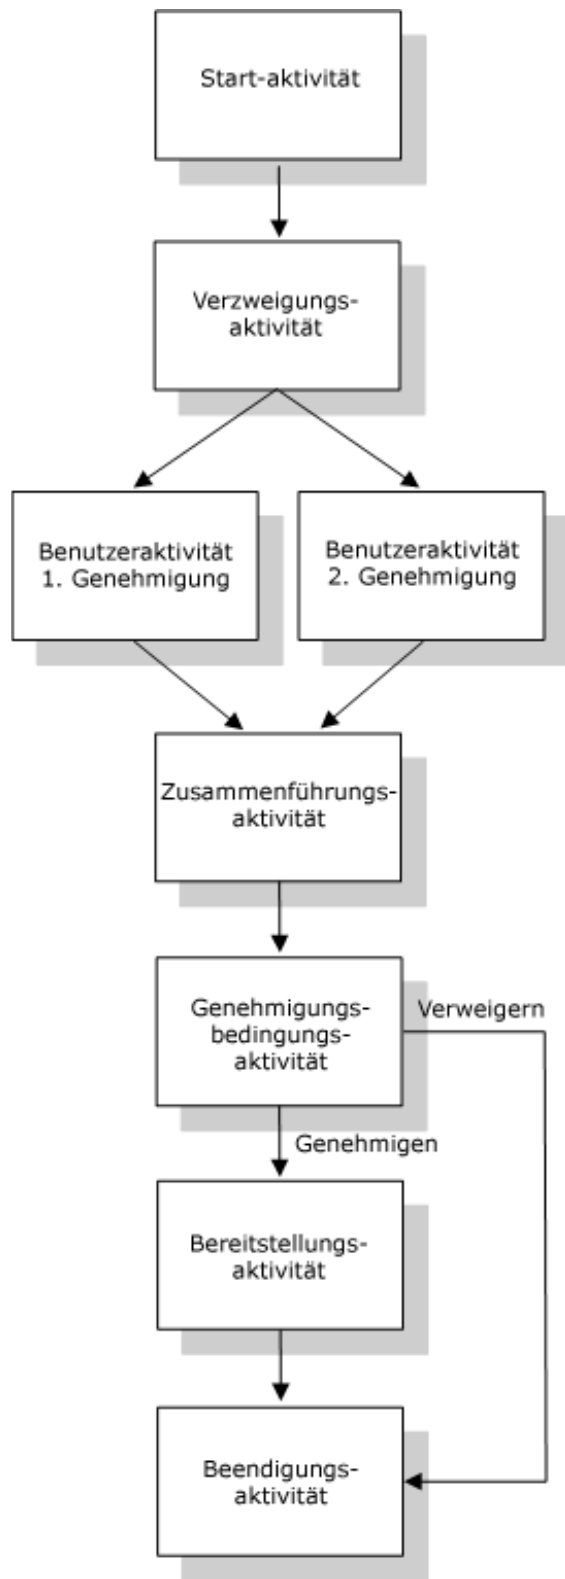 Start-aktivität
Verzweigungs-
aktivität
Benutzeraktivität
1. Genehmigung
Benutzeraktivität
2. Genehmigung
Zusammenführungs-
aktivität
Genehmigungs-
bedingungs-
aktivität
Verweigern
Genehmigen
Bereitstellungs-
aktivität
Beendigungs-
aktivität